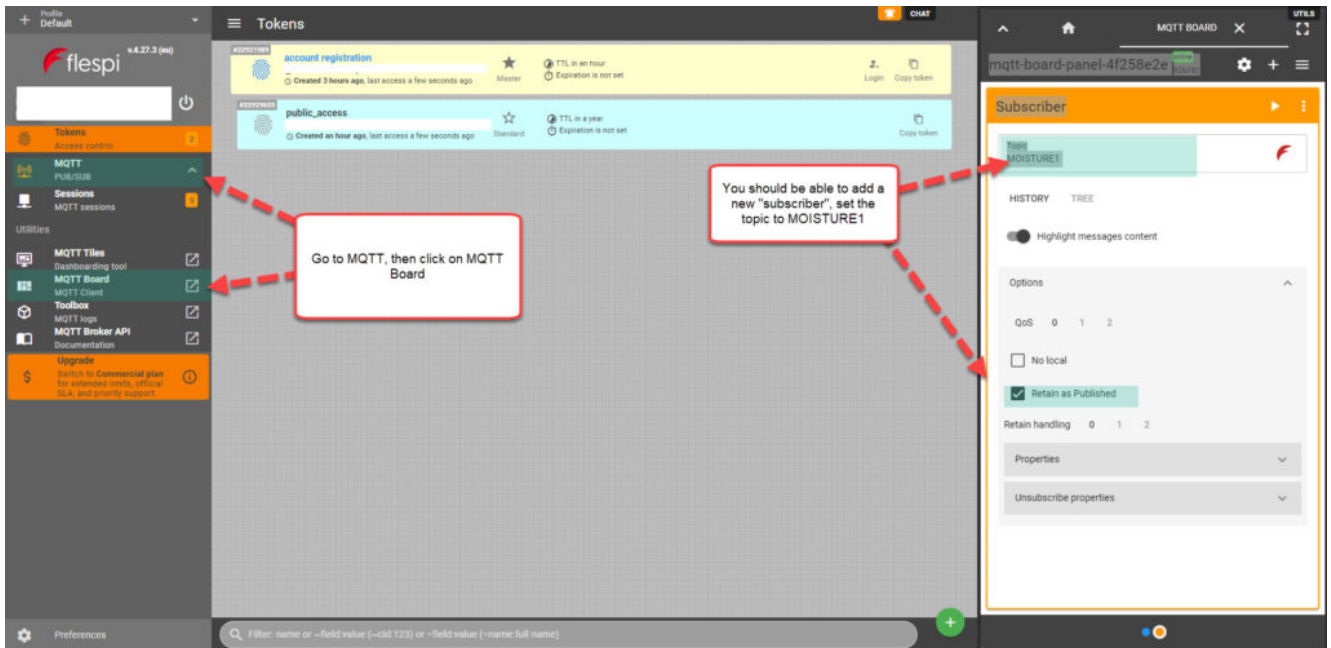 Profile
Default
v.4.27.3 (eu)
flespi
Tokens
Access control
2
MQTT
PUB/SUB
Sessions
MQTT sessions
5
Utilities
MQTT Tiles
Dashboarding tool
MQTT Board
MQTT Client
Toolbox
MQTT logs
MQTT Broker API
Documentation
Upgrade
Switch to Commercial plan
for extended limits, official
SLA, and priority support.
Preferences
Tokens
CHAT
#22921989
account registration
Created 3 hours ago, last access a few seconds ago
Master
TTL in an hour
Expiration is not set
Login
Copy token
public_access
Created an hour ago, last access a few seconds ago
Standard
TTL in a year
Expiration is not set
Copy token
Go to MQTT, then click on MQTT
Board
You should be able to add a
new "subscriber", set the
topic to MOISTURE1
Filter: name or ~field:value (~cid:123) or =field:value (=name:full name)
UTILS
MQTT BOARD
mqtt-board-panel-4f258e2e
Subscriber
Topic
MOISTURE1
HISTORY TREE
Highlight messages content
Options
QoS 0 1 2
No local
Retain as Published
Retain handling 0 1 2
Properties
Unsubscribe properties